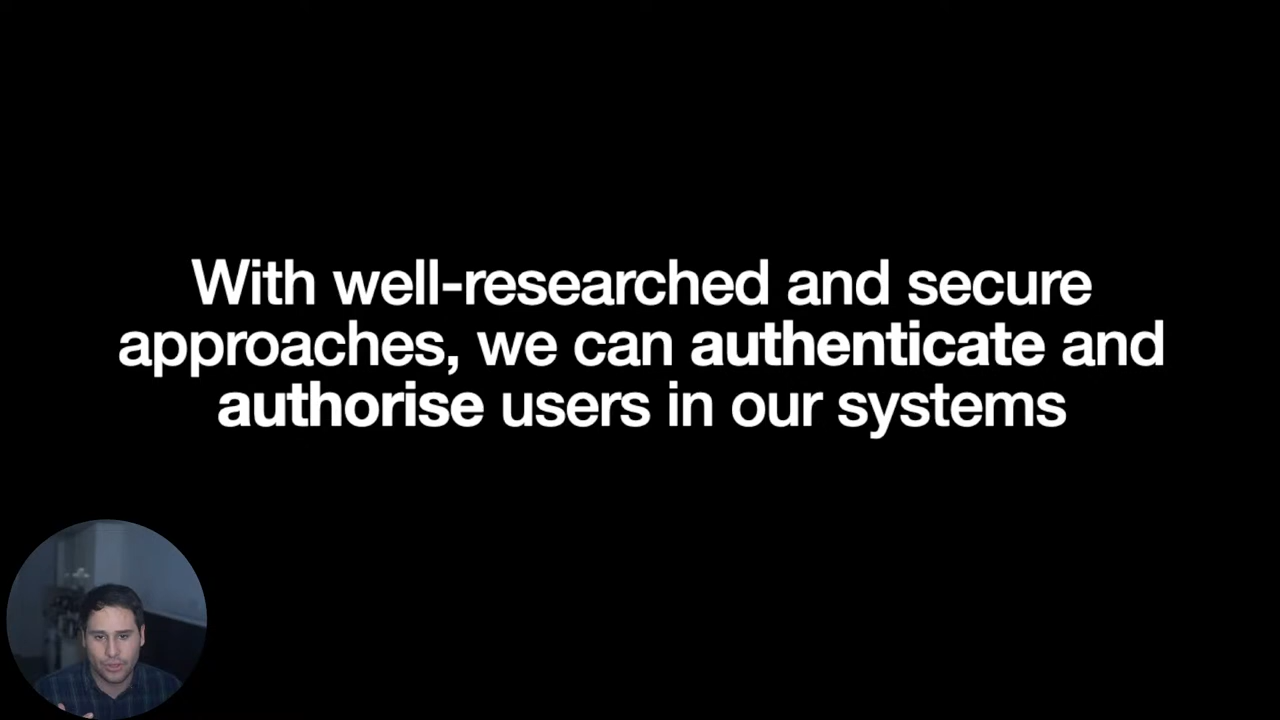 With well-researched and secure
approaches, we can authenticate and
authorise users in our systems